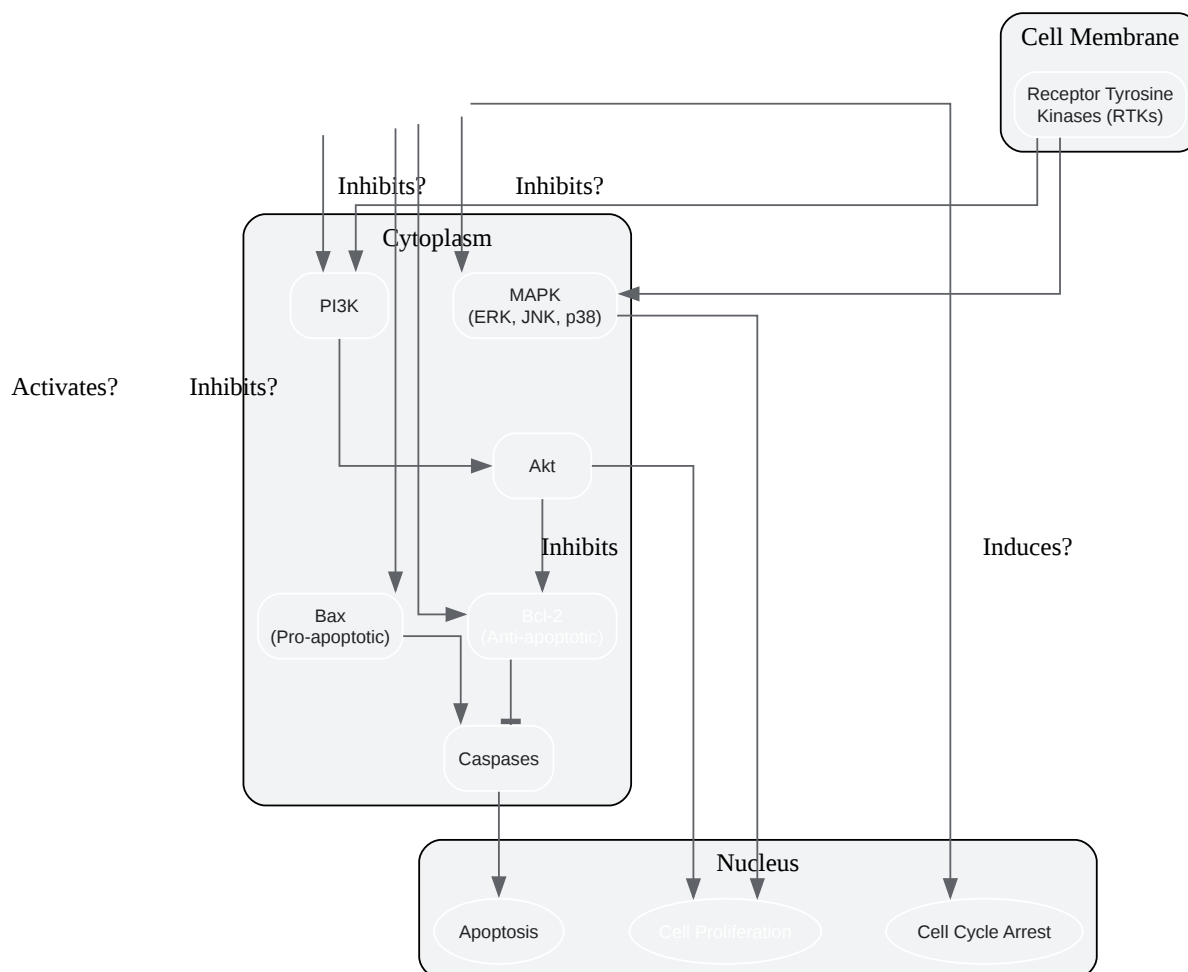 Cell Membrane
Receptor Tyrosine
Kinases (RTKs)
Inhibits?
Inhibits?
Cytoplasm
PI3K
MAPK
(ERK, JNK, p38)
Activates?
Inhibits?
Akt
Inhibits
Induces?
Bax
(Pro-apoptotic)
Bcl-2
(Anti-apoptotic)
Caspases
Nucleus
Apoptosis
Cell Proliferation
Cell Cycle Arrest